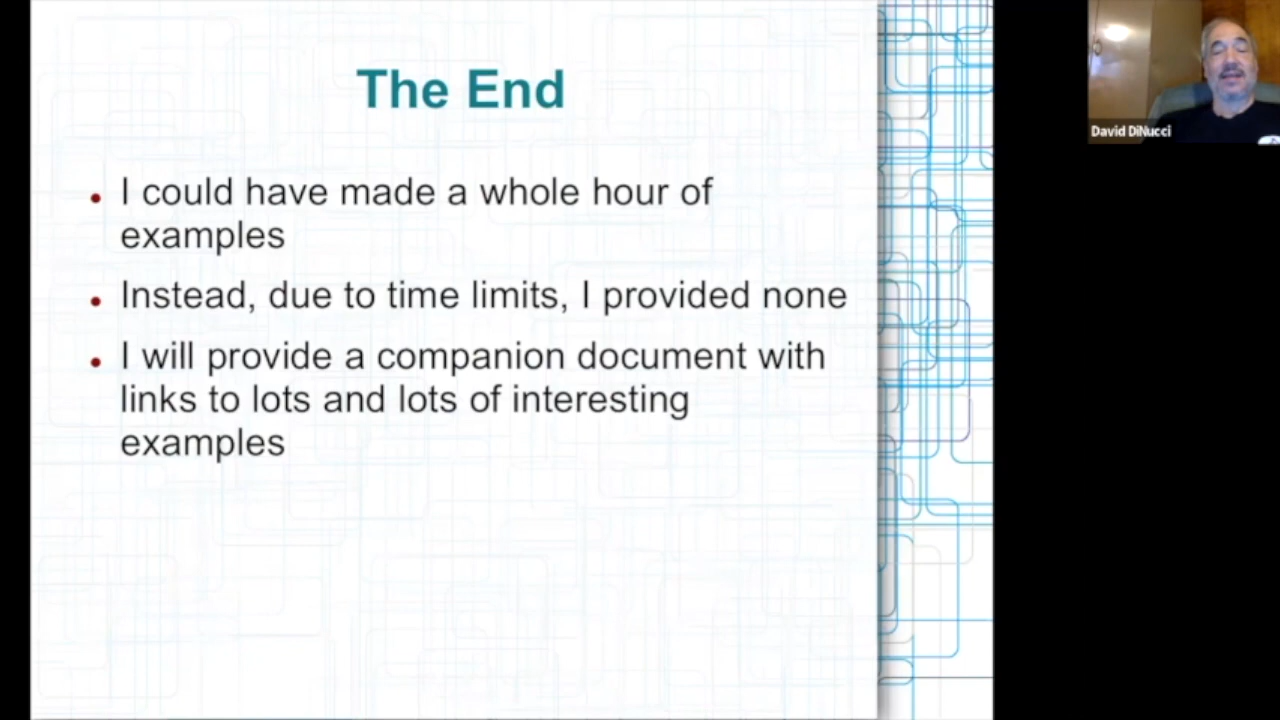 The End
I could have made a whole hour of
examples
Instead, due to time limits, I provided none
I will provide a companion document with
links to lots and lots of interesting
examples
David DiNucci